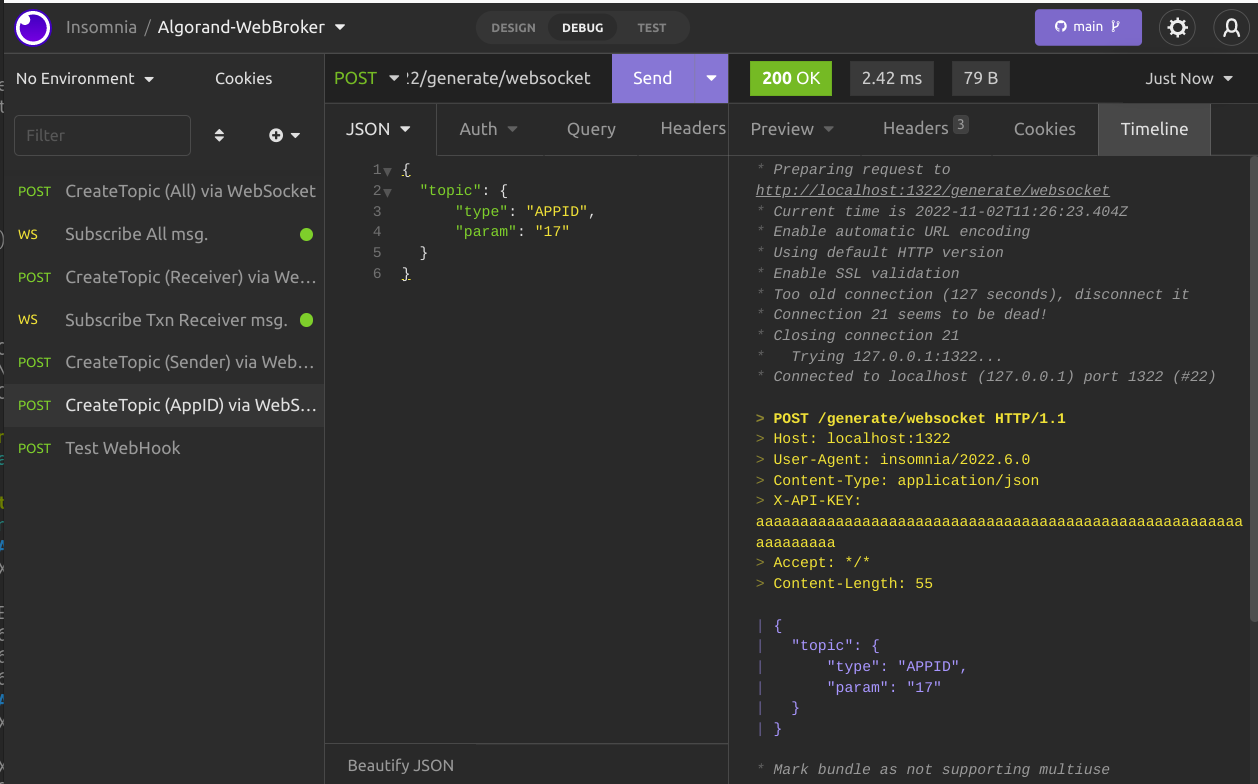 Insomnia / Algorand-WebBroker
DESIGN DEBUG TEST
main
No Environment
Cookies
Filter
POST CreateTopic (All) via WebSocket
WS Subscribe All msg.
POST CreateTopic (Receiver) via We...
WS Subscribe Txn Receiver msg.
POST CreateTopic (Sender) via Web...
POST CreateTopic (AppID) via WebS...
POST Test WebHook
POST !2/generate/websocket Send
JSON Auth Query Headers
1 {
2 "topic": {
3 "type": "APPID",
4 "param": "17"
5 }
6 }
Beautify JSON
200 OK 2.42 ms 79 B Just Now
Preview Headers 3 Cookies Timeline
* Preparing request to
http://localhost:1322/generate/websocket
* Current time is 2022-11-02T11:26:23.404Z
* Enable automatic URL encoding
* Using default HTTP version
* Enable SSL validation
* Too old connection (127 seconds), disconnect it
* Connection 21 seems to be dead!
* Closing connection 21
* Trying 127.0.0.1:1322...
* Connected to localhost (127.0.0.1) port 1322 (#22)
> POST /generate/websocket HTTP/1.1
> Host: localhost:1322
> User-Agent: insomnia/2022.6.0
> Content-Type: application/json
> X-API-KEY:
aaaaaaaaaaaaaaaaaaaaaaaaaaaaaaaaaaaaaaaaaaaaaaaaaaaaaaa
aaaaaaaaa
> Accept: */*
> Content-Length: 55
| {
| "topic": {
| "type": "APPID",
| "param": "17"
| }
| }
* Mark bundle as not supporting multiuse